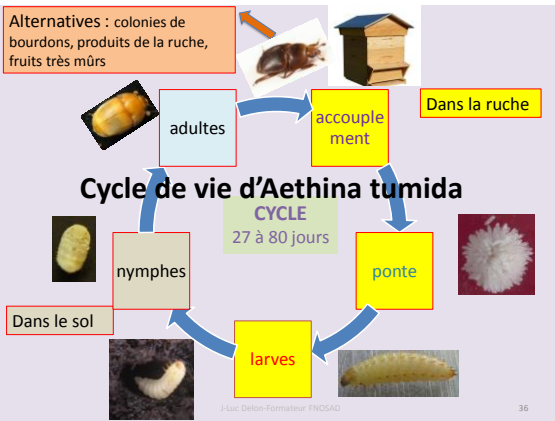 Alternatives : colonies de
bourdons, produits de la ruche,
fruits très mûrs
Dans la ruche
adultes
accouple
ment
Cycle de vie d'Aethina tumida
CYCLE
27 à 80 jours
nymphes
ponte
Dans le sol
larves
J-Luc Delon-Formateur FNOSAD
36